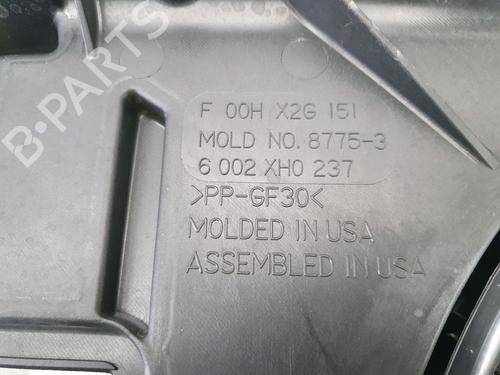 F 00H X2G 151
MOLD NO. 8775-3
6 002 XH0 237
>PP-GF30<
MOLDED IN USA
ASSEMBLED IN USA
B-PARTS